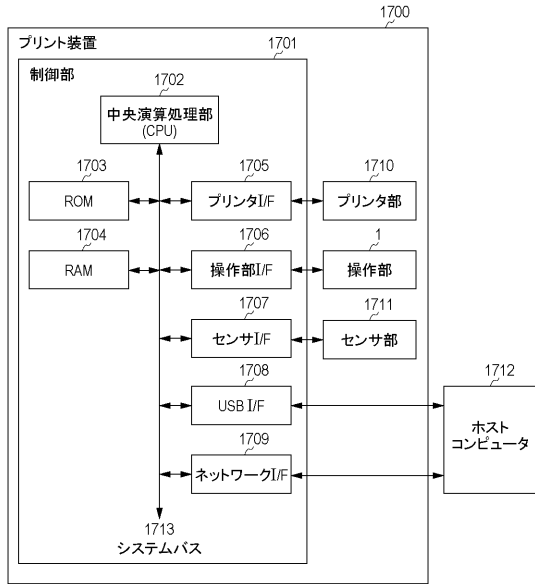 1700
プリント装置
1701
制御部
1702
中央演算処理部
(CPU)
1703
ROM
1705
プリンタI/F
1710
プリンタ部
1704
RAM
1706
操作部I/F
1
操作部
1707
センサI/F
1711
センサ部
1708
USB I/F
1712
ホスト
コンピュータ
1709
ネットワークI/F
1713
システムバス